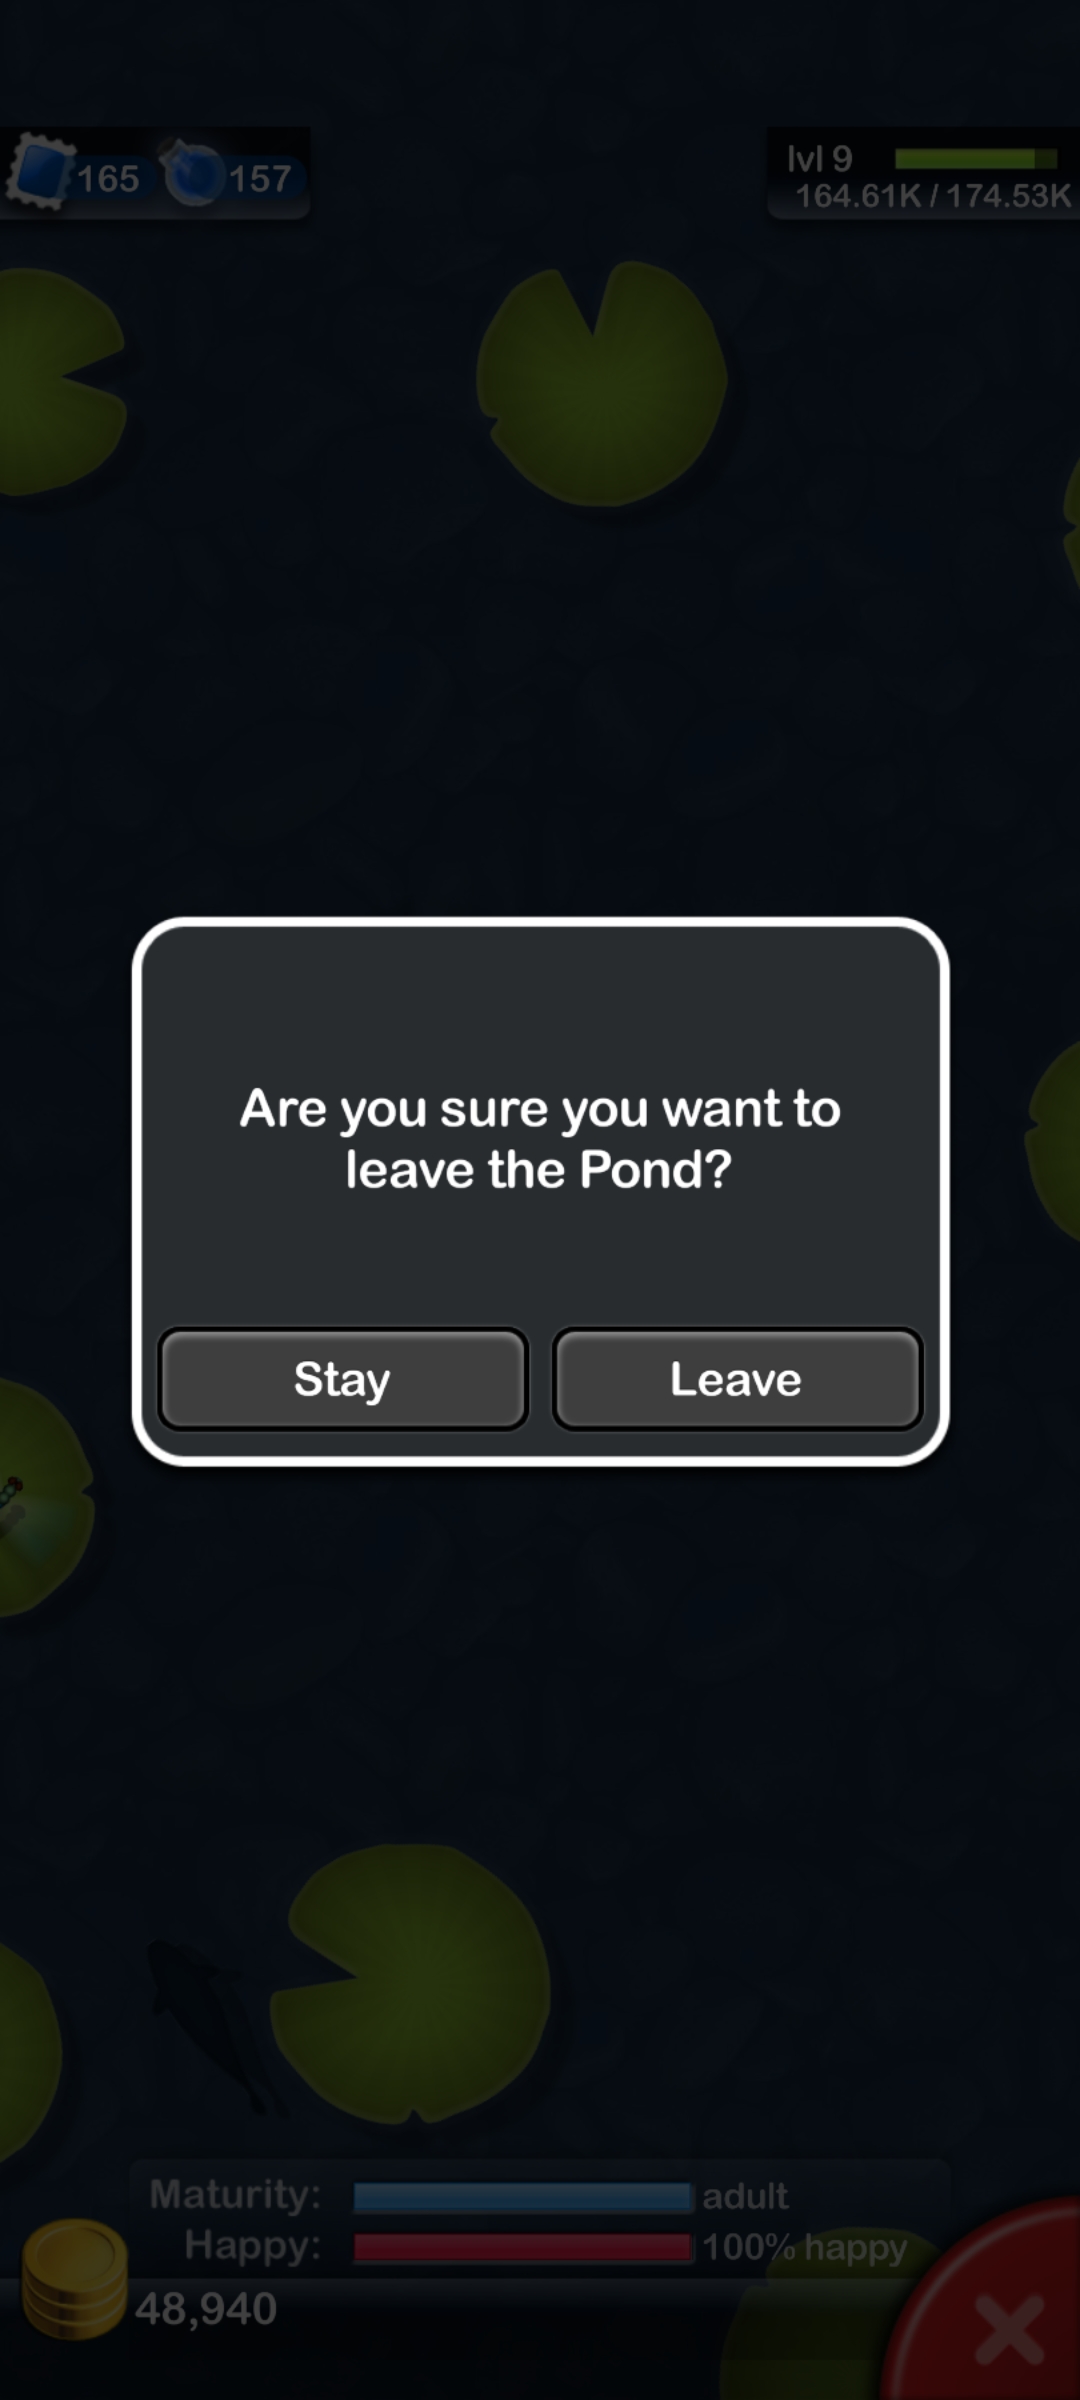 165 157
lvl 9
164.61K / 174.53K
Are you sure you want to
leave the Pond?
Stay Leave
Maturity: adult
Happy: 100% happy
48,940